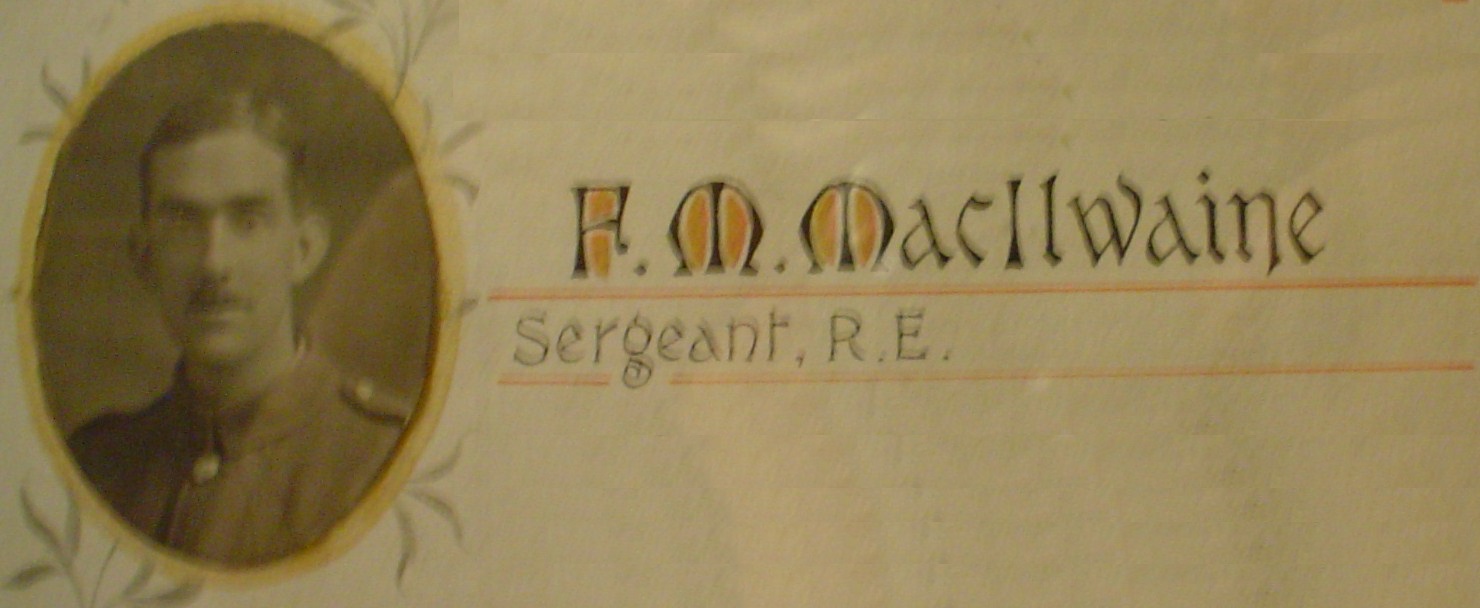 F. M. MacIlwaine
Sergeant, R.E.